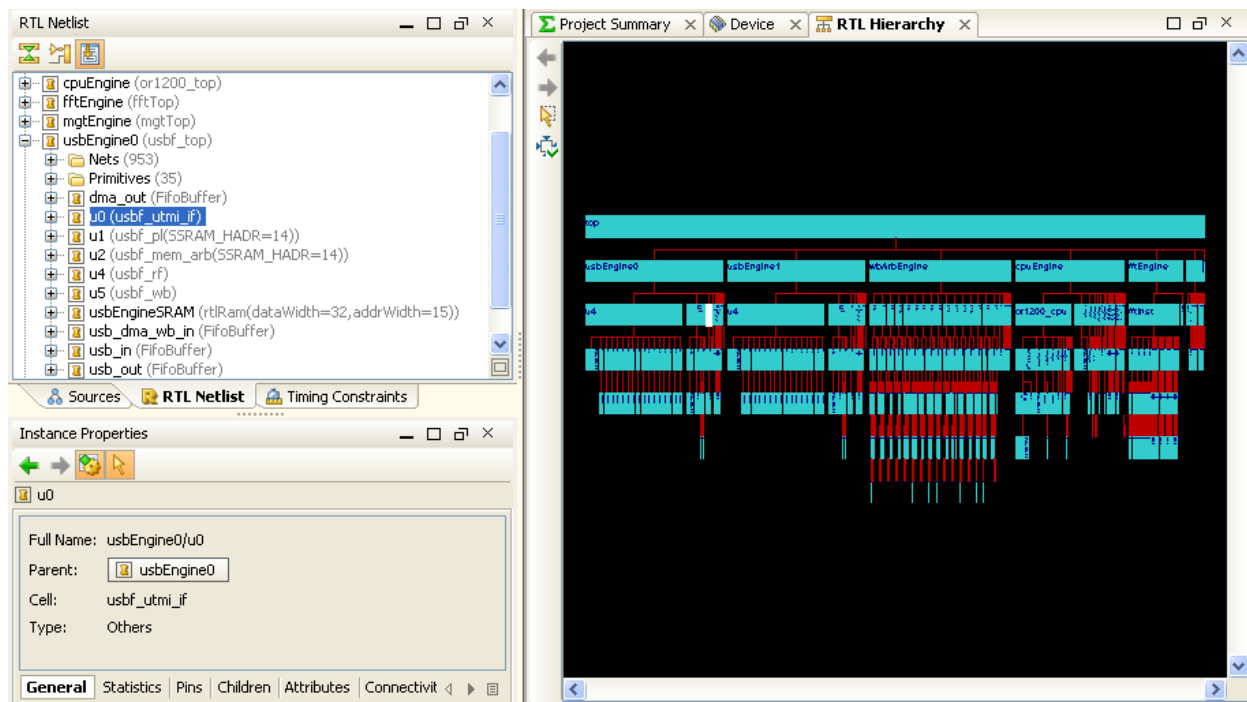 RTL Netlist
cpuEngine (or1200_top)
fftEngine (fftTop)
mgtEngine (mgtTop)
usbEngine0 (usbf_top)
Nets (953)
Primitives (35)
dma_out (FifoBuffer)
u0 (usbf_utmi_if)
u1 (usbf_pl(SSRAM_HADR=14))
u2 (usbf_mem_arb(SSRAM_HADR=14))
u4 (usbf_rf)
u5 (usbf_wb)
usbEngineSRAM (rtlRam(dataWidth=32,addrWidth=15))
usb_dma_wb_in (FifoBuffer)
usb_in (FifoBuffer)
usb_out (FifoBuffer)
Sources RTL Netlist Timing Constraints
Instance Properties
u0
Full Name: usbEngine0/u0
Parent: usbEngine0
Cell: usbf_utmi_if
Type: Others
General Statistics Pins Children Attributes Connectivit
Project Summary Device RTL Hierarchy
top
usbEngine0 usbEngine1 wbArbEngine cpuEngine fftEngine
u4 u4 or1200_cpu fftInst